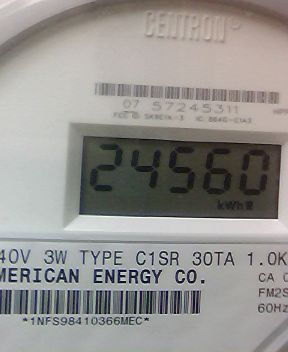 CENTRON
07 57245311
24560
kWh
40V 3W TYPE C1SR 30TA 1.0K
MERICAN ENERGY CO.
CA
FM2S
60Hz
*1NFS98410366MEC*